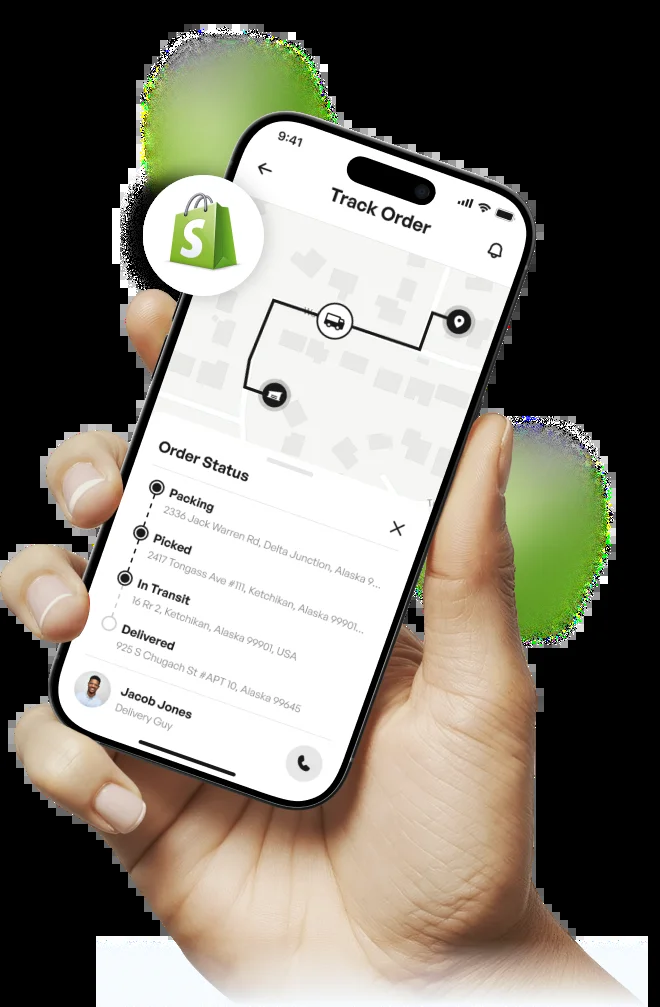 9:41
Track Order
S
T
Order Status
Packing
2336 Jack Warren Rd, Delta Junction, Alaska 9...
Picked
2417 Tongass Ave #111, Ketchikan, Alaska 99901...
In Transit
16 Rr 2, Ketchikan, Alaska 99901, USA
Delivered
925 S Chugach St #APT 10, Alaska 99645
Jacob Jones
Delivery Guy